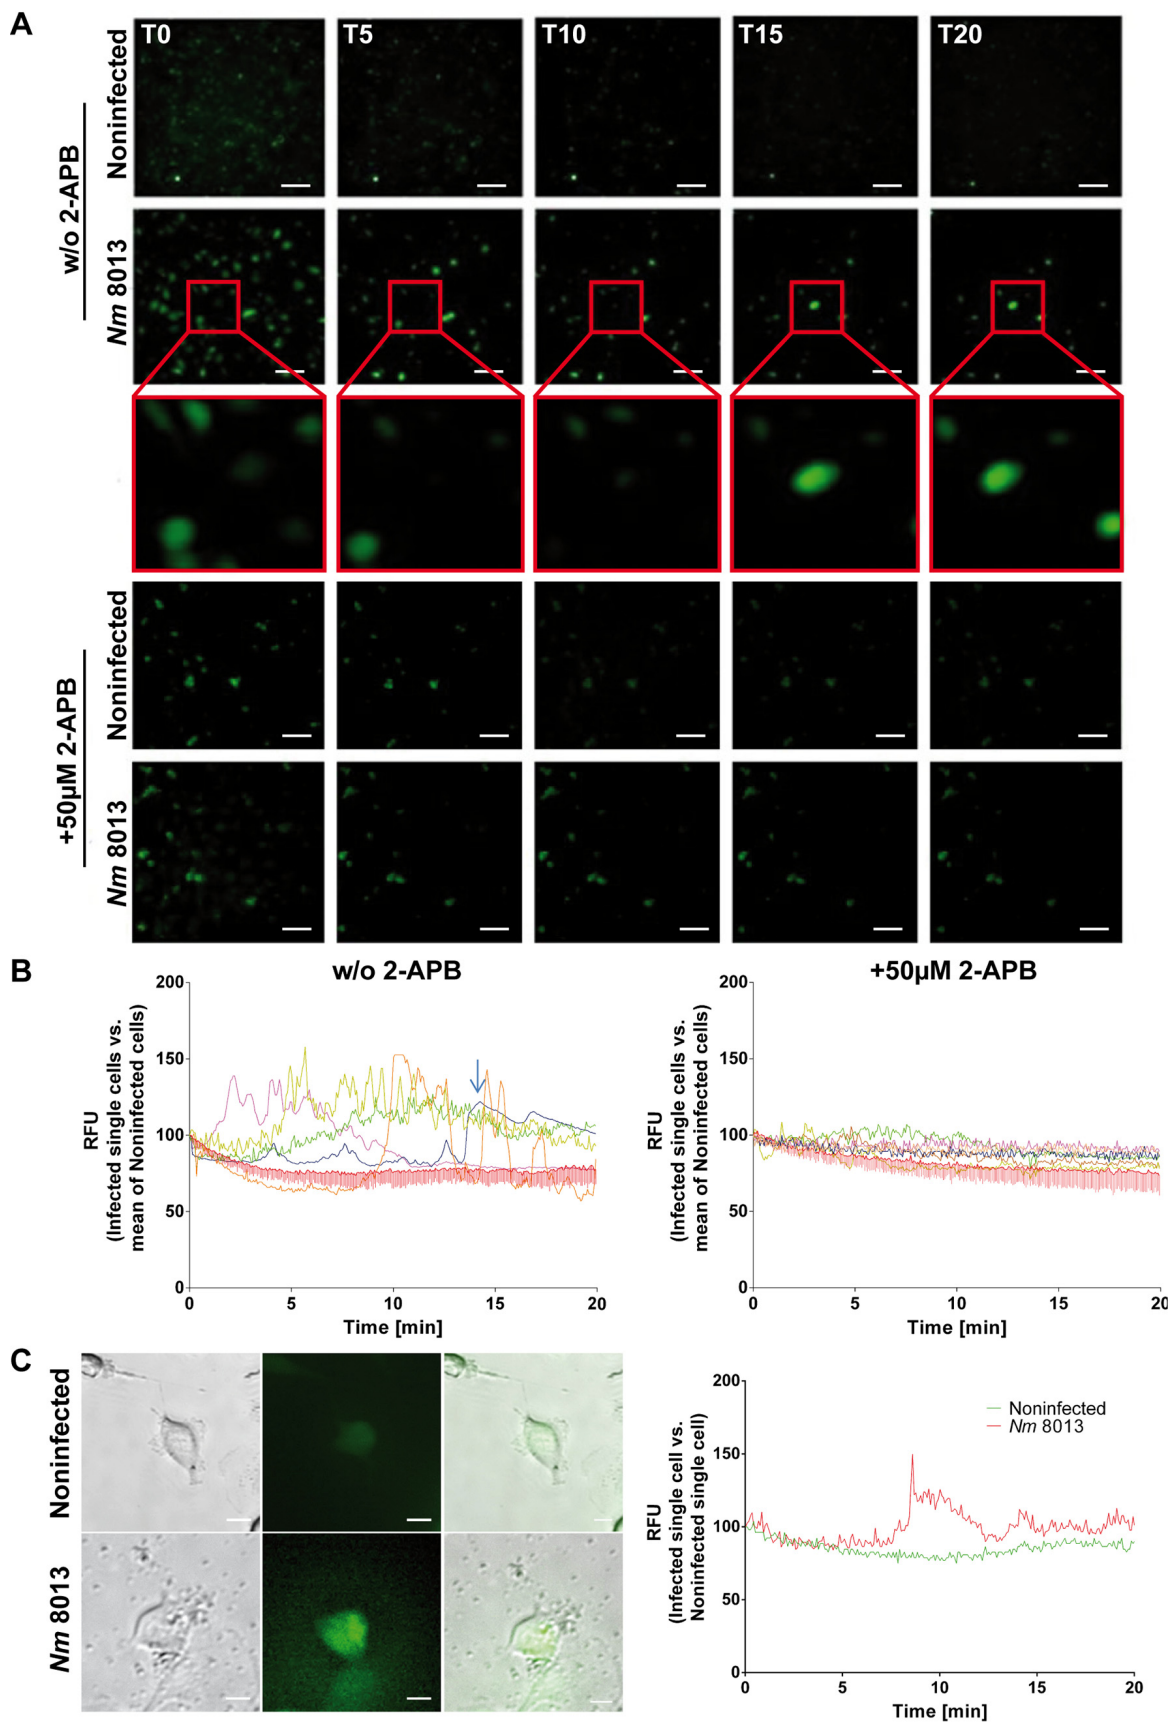 A
T0 T5 T10 T15 T20
w/o 2-APB
Noninfected
Nm 8013
+50µM 2-APB
Noninfected
Nm 8013
B
w/o 2-APB
RFU
(Infected single cells vs.
mean of Noninfected cells)
200
150
100
50
0
0 5 10 15 20
Time [min]
+50µM 2-APB
RFU
(Infected single cells vs.
mean of Noninfected cells)
200
150
100
50
0
0 5 10 15 20
Time [min]
C
Noninfected
Nm 8013
RFU
(Infected single cell vs.
Noninfected single cell)
200
150
100
50
0
0 5 10 15 20
Time [min]
Noninfected
Nm 8013